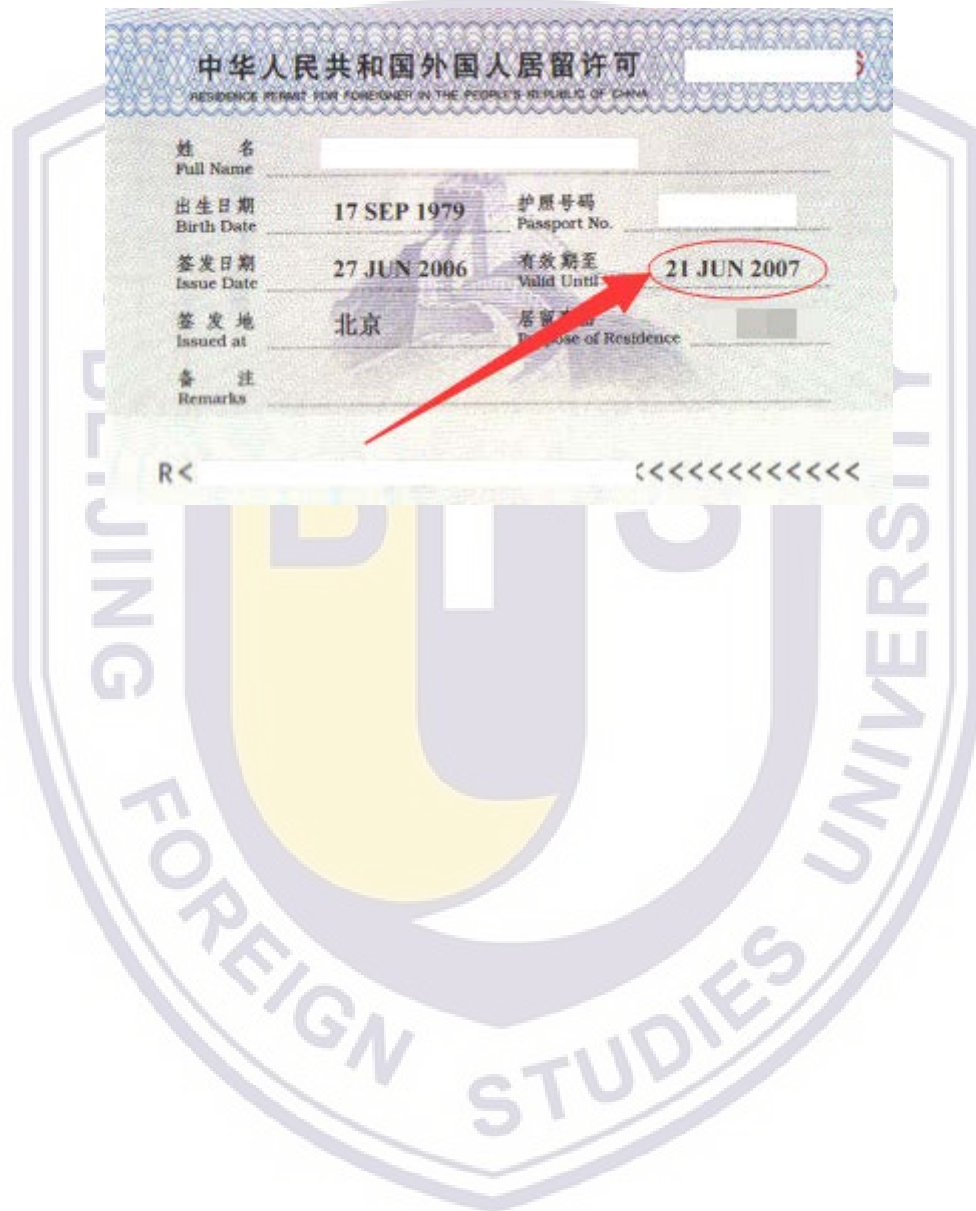 中华人民共和国外国人居留许可
RESIDENCE PERMIT FOR FOREIGNER IN THE PEOPLE'S REPUBLIC OF CHINA
姓 名
Full Name
出生日期 17 SEP 1979 护照号码
Birth Date Passport No.
签发日期 27 JUN 2006 有效期至 21 JUN 2007
Issue Date Valid Until
签 发 地 北京 居留
Issued at of Residence
备 注
Remarks
R<
<<<<<<<<<<<<
BEIJING FOREIGN STUDIES UNIVERSITY